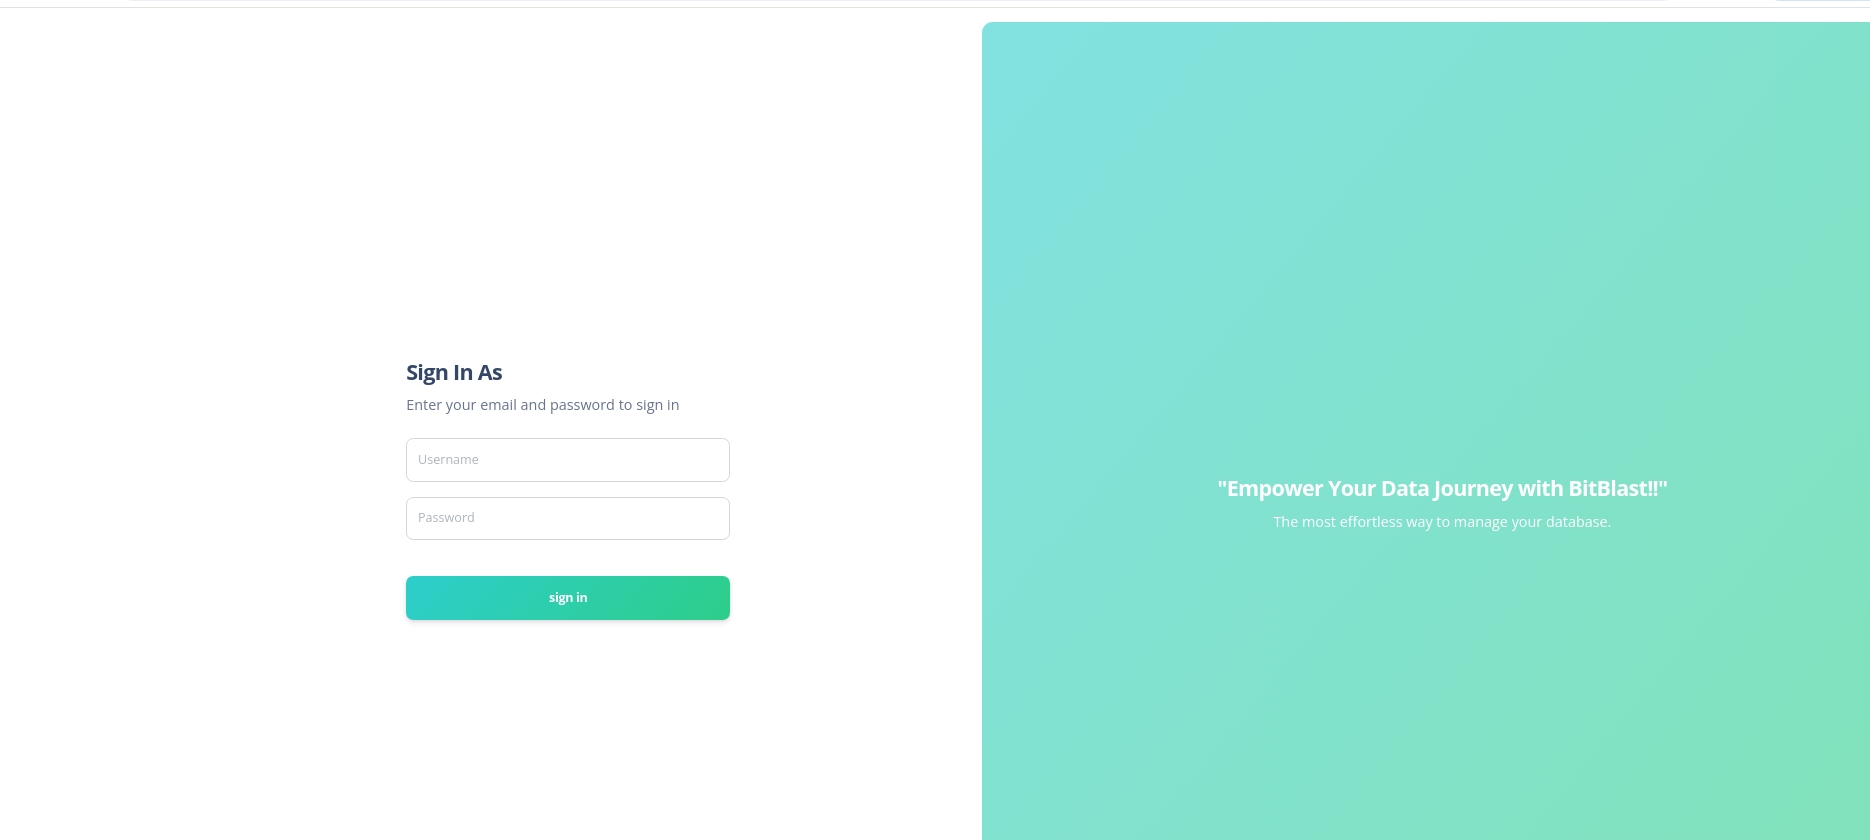 Sign In As
Enter your email and password to sign in
Username
Password
sign in
"Empower Your Data Journey with BitBlast!!"
The most effortless way to manage your database.